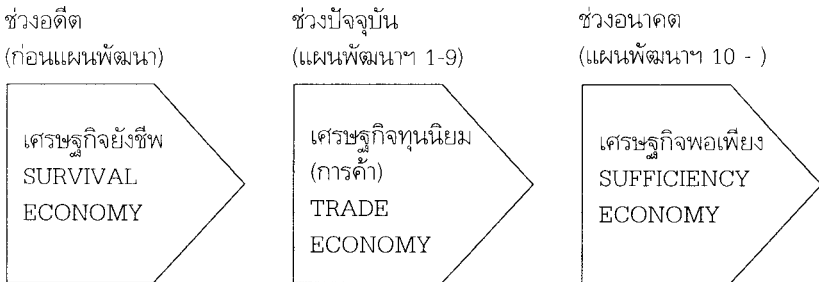 ช่วงอดีต
(ก่อนแผนพัฒนา)
เศรษฐกิจยังชีพ
SURVIVAL
ECONOMY
ช่วงปัจจุบัน
(แผนพัฒนาฯ 1-9)
เศรษฐกิจทุนนิยม
(การค้า)
TRADE
ECONOMY
ช่วงอนาคต
(แผนพัฒนาฯ 10 - )
เศรษฐกิจพอเพียง
SUFFICIENCY
ECONOMY